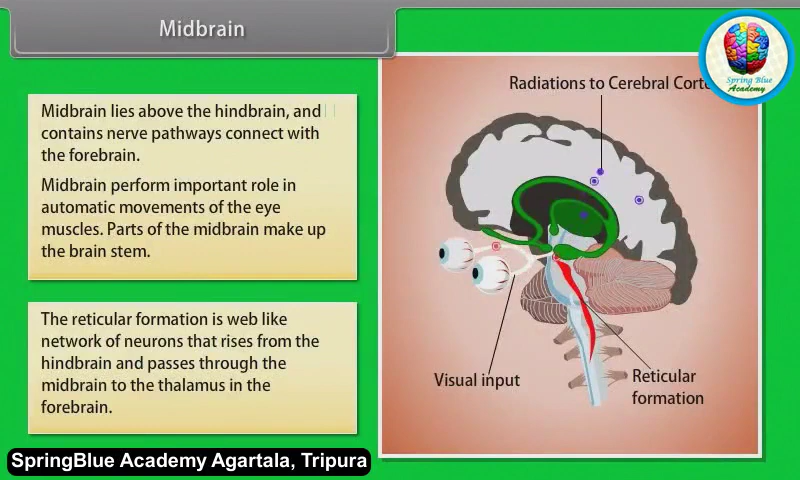 Midbrain
Midbrain lies above the hindbrain, and
contains nerve pathways connect with
the forebrain.
Midbrain perform important role in
automatic movements of the eye
muscles. Parts of the midbrain make up
the brain stem.
The reticular formation is web like
network of neurons that rises from the
hindbrain and passes through the
midbrain to the thalamus in the
forebrain.
Radiations to Cerebral Corte
Visual input
Reticular
formation
Spring Blue
Academy
SpringBlue Academy Agartala, Tripura